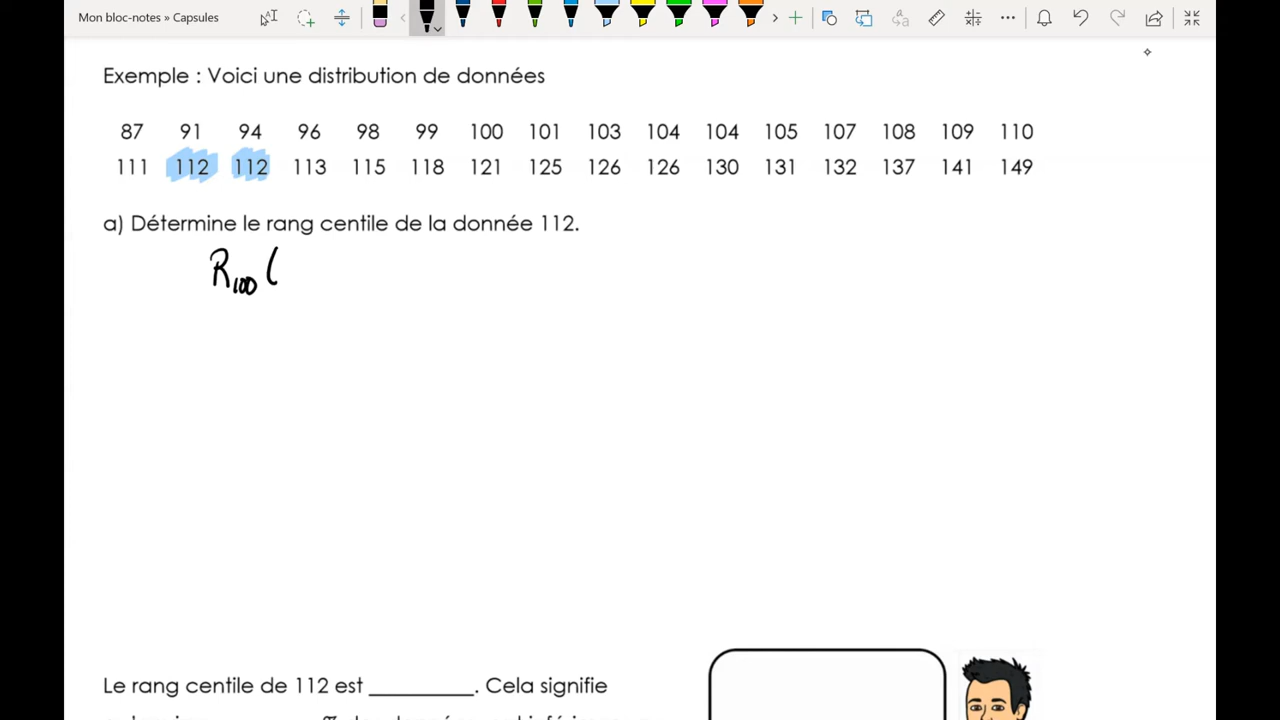 Mon bloc-notes » Capsules
Exemple : Voici une distribution de données
87 91 94 96 98 99 100 101 103 104 104 105 107 108 109 110
111 112 112 113 115 118 121 125 126 126 130 131 132 137 141 149
a) Détermine le rang centile de la donnée 112.
R100 (
Le rang centile de 112 est _________. Cela signifie